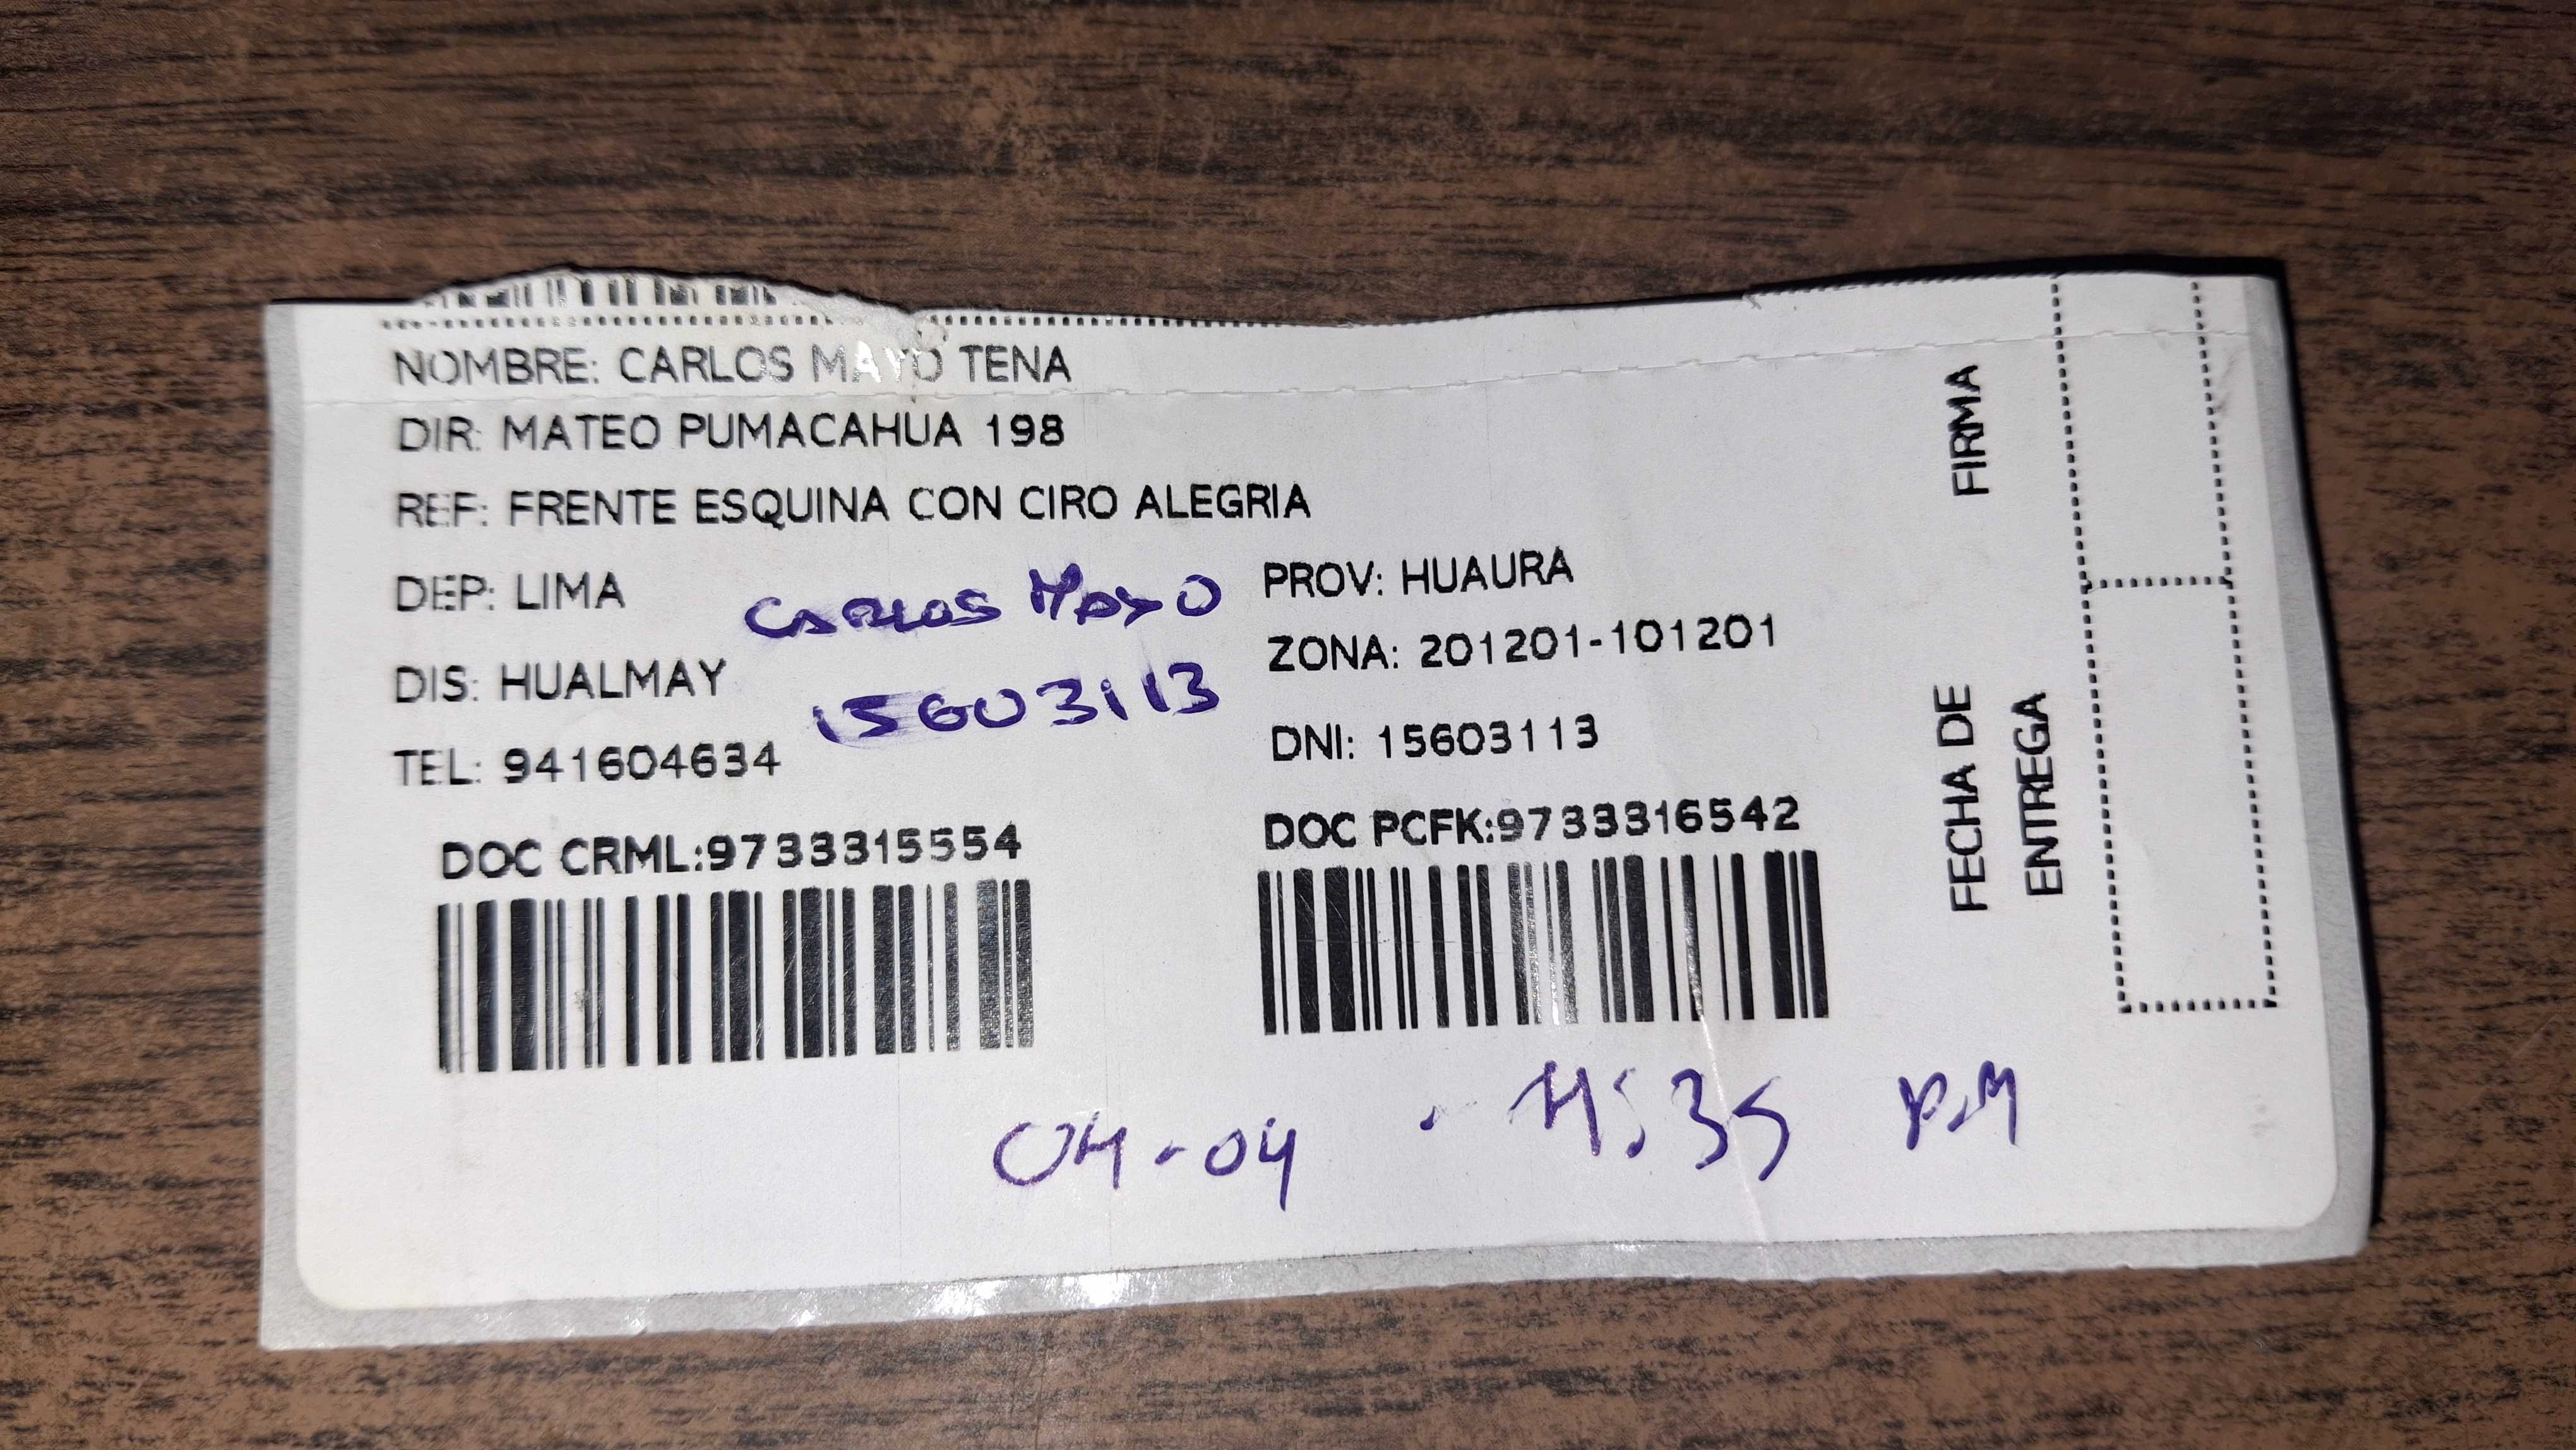 NOMBRE: CARLOS MAYO TENA
DIR: MATEO PUMACAHUA 198
REF: FRENTE ESQUINA CON CIRO ALEGRIA
DEP: LIMA
PROV: HUAURA
CARLOS MAYO
ZONA: 201201-101201
DIS: HUALMAY
15603113
TEL: 941604634
DNI: 15603113
DOC CRML:9733315554
DOC PCFK:9733316542
04-04 . 4:35 P.M
FIRMA
FECHA DE
ENTREGA